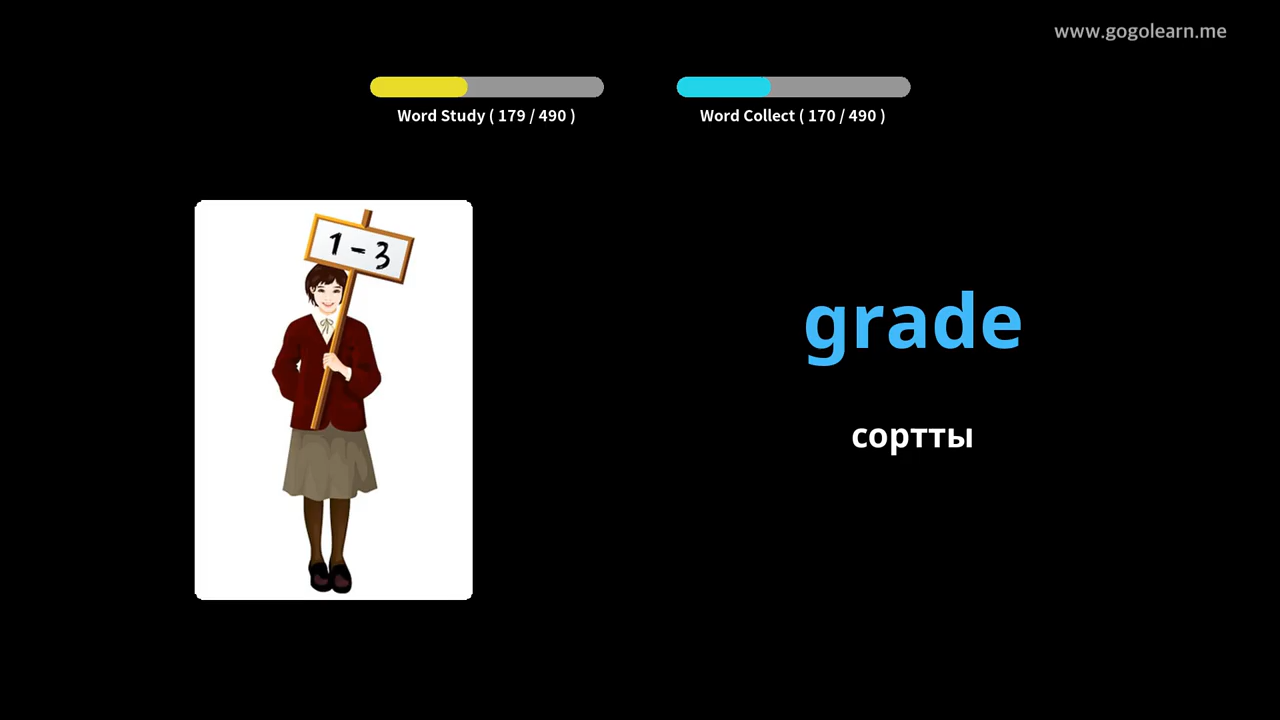 www.gogolearn.me
Word Study ( 179 / 490 )
Word Collect ( 170 / 490 )
1 - 3
grade
сортты